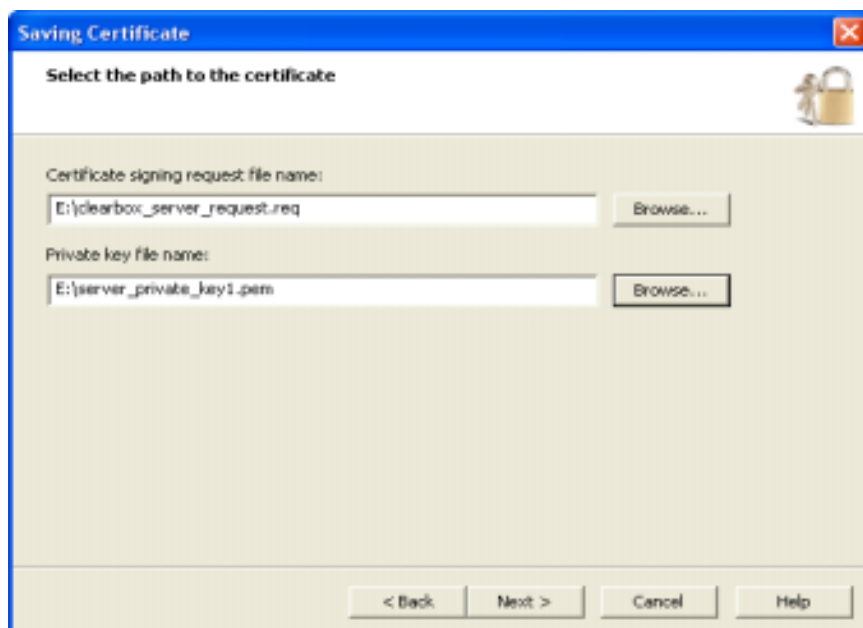 Saving Certificate
Select the path to the certificate
Certificate signing request file name:
E:\clearbox_server_request.req
Browse...
Private key file name:
E:\server_private_key1.pem
Browse...
< Back Next > Cancel Help